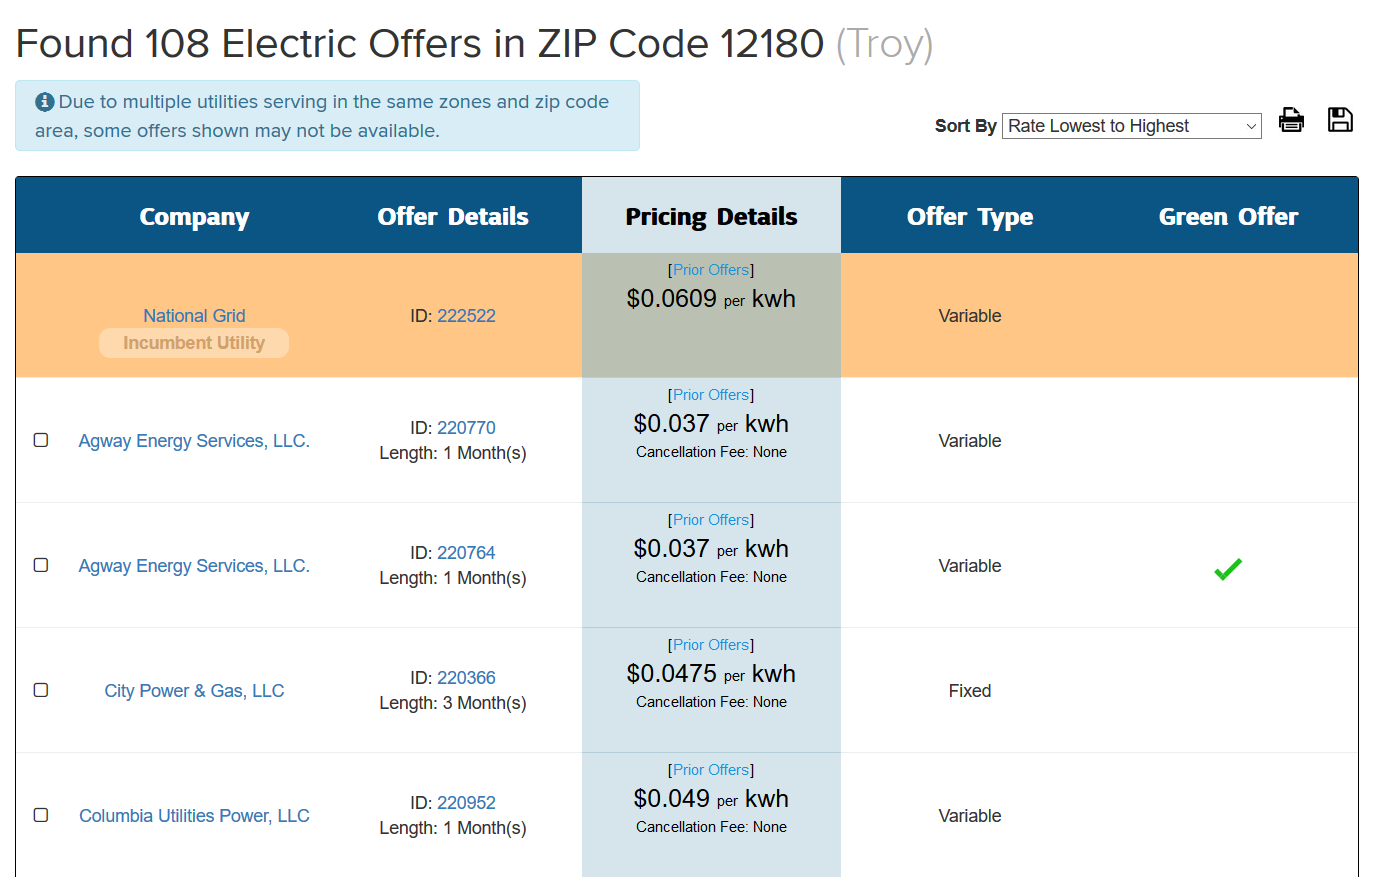 Found 108 Electric Offers in ZIP Code 12180 (Troy)
Due to multiple utilities serving in the same zones and zip code
area, some offers shown may not be available.
Sort By Rate Lowest to Highest
Company Offer Details Pricing Details Offer Type Green Offer
[Prior Offers]
$0.0609 per kwh
National Grid ID: 222522 Variable
Incumbent Utility
[Prior Offers]
$0.037 per kwh
ID: 220770
Agway Energy Services, LLC. Variable
Length: 1 Month(s) Cancellation Fee: None
[Prior Offers]
$0.037 per kwh
ID: 220764
Agway Energy Services, LLC. Variable
Length: 1 Month(s) Cancellation Fee: None
[Prior Offers]
$0.0475 per kwh
ID: 220366
City Power & Gas, LLC Fixed
Length: 3 Month(s) Cancellation Fee: None
[Prior Offers]
$0.049 per kwh
ID: 220952
Columbia Utilities Power, LLC Variable
Length: 1 Month(s) Cancellation Fee: None